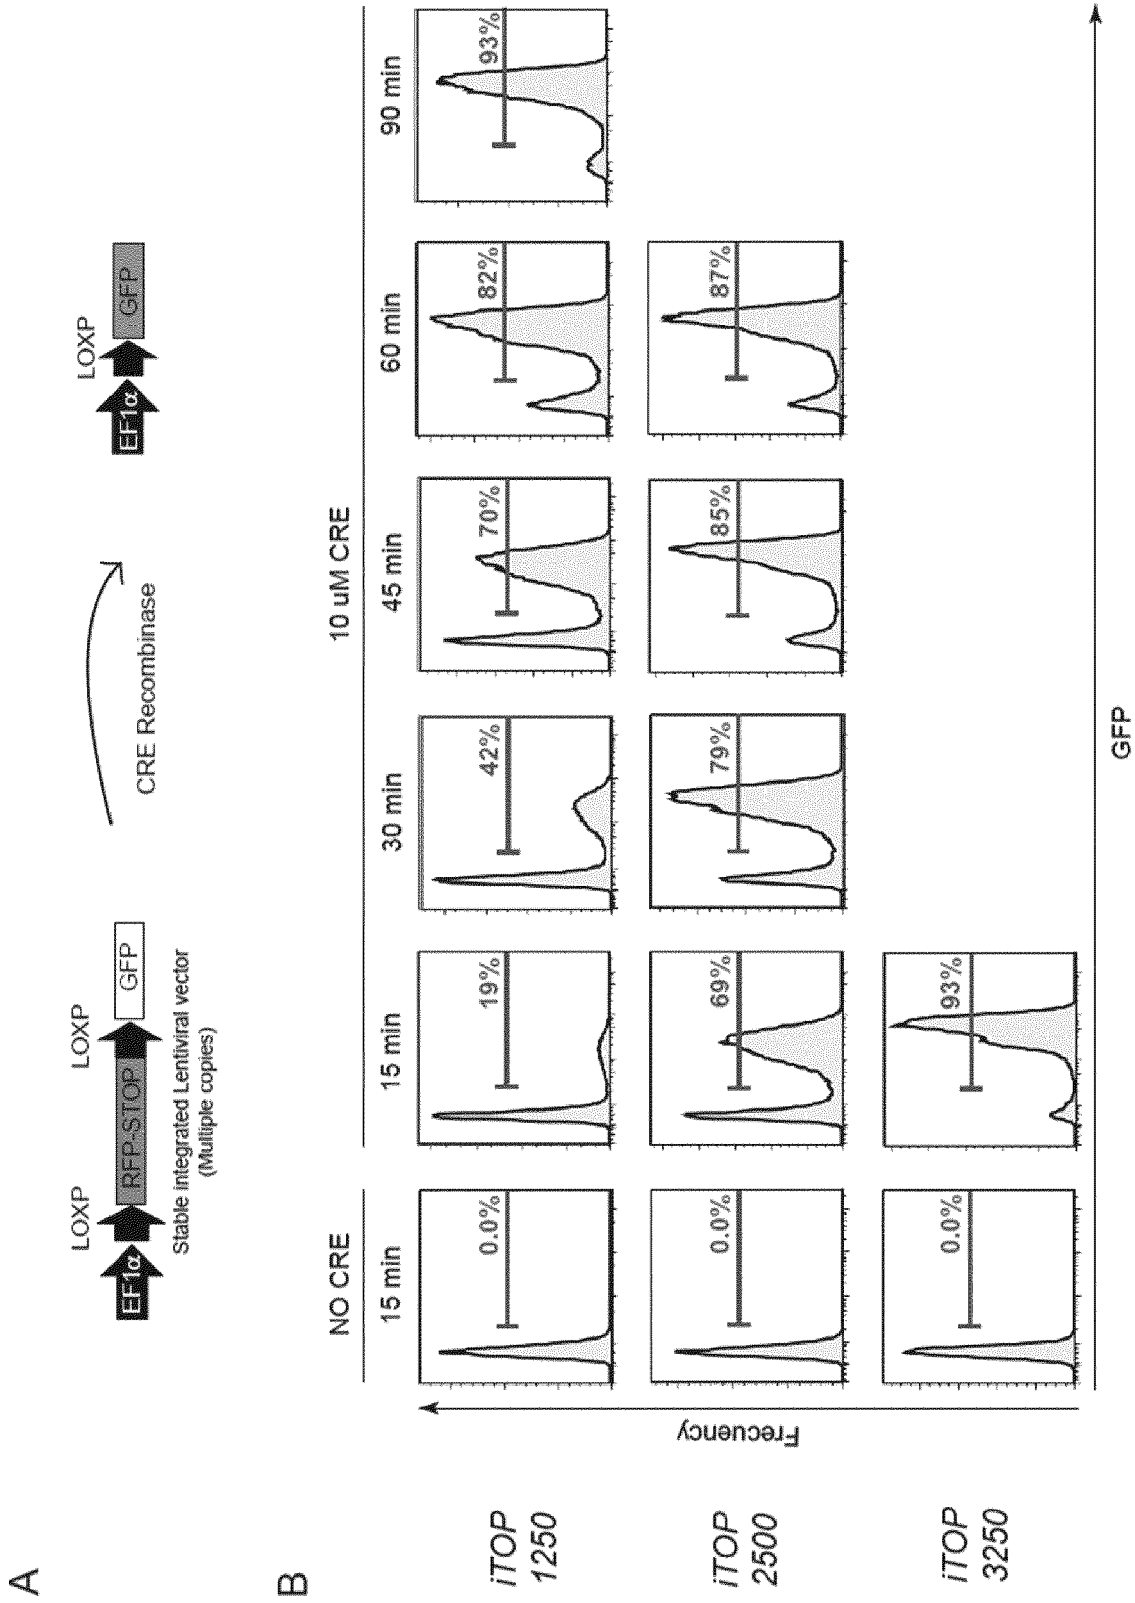 A
LOXP
LOXP
EF1α
RFP-STOP
GFP
Stable integrated Lentiviral vector
(Multiple copies)
CRE Recombinase
LOXP
EF1α
GFP
B
NO CRE
10 uM CRE
15 min
15 min
30 min
45 min
60 min
90 min
iTOP
1250
0.0%
19%
42%
70%
82%
93%
iTOP
2500
0.0%
69%
79%
85%
87%
iTOP
3250
0.0%
93%
Frecuency
GFP